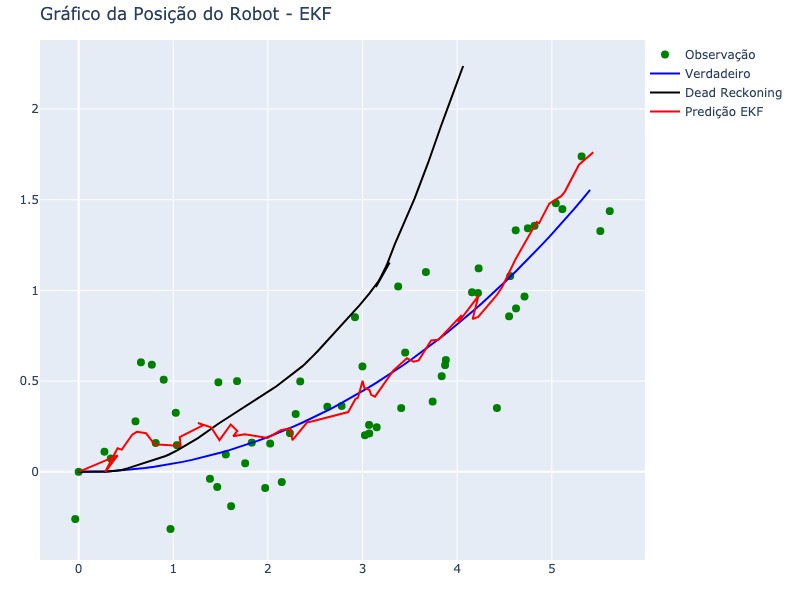 Gráfico da Posição do Robot - EKF
Observação
Verdadeiro
Dead Reckoning
Predição EKF
2
1.5
1
0.5
0
0 1 2 3 4 5